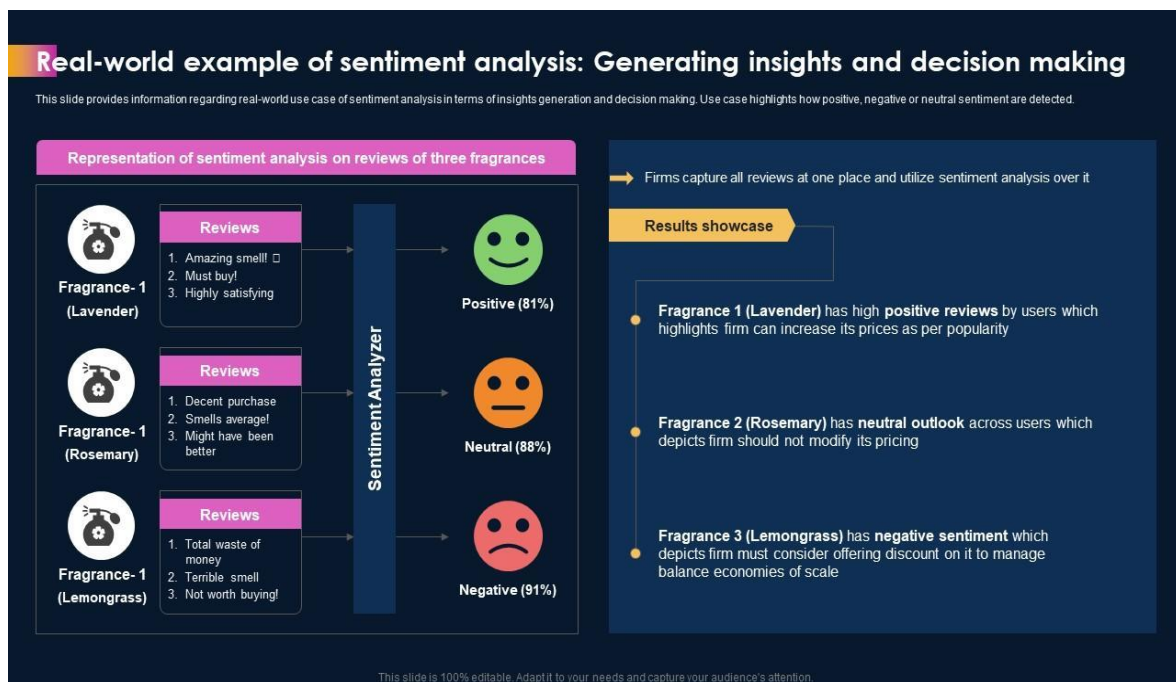 Real-world example of sentiment analysis: Generating insights and decision making
This slide provides information regarding real-world use case of sentiment analysis in terms of insights generation and decision making. Use case highlights how positive, negative or neutral sentiment are detected.
Representation of sentiment analysis on reviews of three fragrances
Fragrance- 1
(Lavender)
Reviews
1. Amazing smell! 
2. Must buy!
3. Highly satisfying
Positive (81%)
Fragrance- 1
(Rosemary)
Reviews
1. Decent purchase
2. Smells average!
3. Might have been
better
Neutral (88%)
Fragrance- 1
(Lemongrass)
Reviews
1. Total waste of
money
2. Terrible smell
3. Not worth buying!
Negative (91%)
Sentiment Analyzer
Firms capture all reviews at one place and utilize sentiment analysis over it
Results showcase
Fragrance 1 (Lavender) has high positive reviews by users which
highlights firm can increase its prices as per popularity
Fragrance 2 (Rosemary) has neutral outlook across users which
depicts firm should not modify its pricing
Fragrance 3 (Lemongrass) has negative sentiment which
depicts firm must consider offering discount on it to manage
balance economies of scale
This slide is 100% editable. Adapt it to your needs and capture your audience's attention.